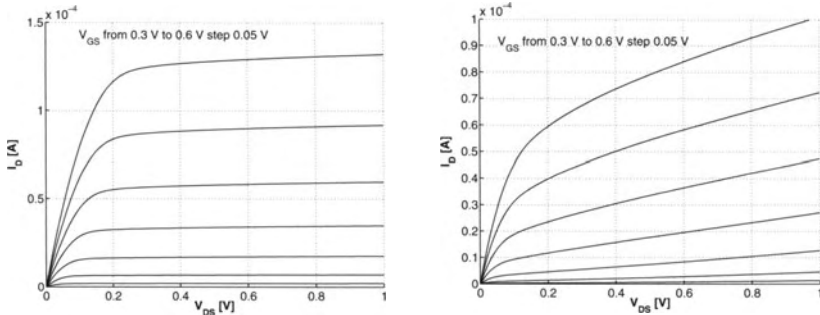 x 10⁻⁴
1.5
1
0.5
0
V_GS from 0.3 V to 0.6 V step 0.05 V
I_D [A]
0 0.2 0.4 0.6 0.8 1
V_DS [V]
x 10⁻⁴
0.1
0.9
0.8
0.7
0.6
0.5
0.4
0.3
0.2
0.1
0
V_GS from 0.3 V to 0.6 V step 0.05 V
I_D [A]
0 0.2 0.4 0.6 0.8 1
V_DS [V]